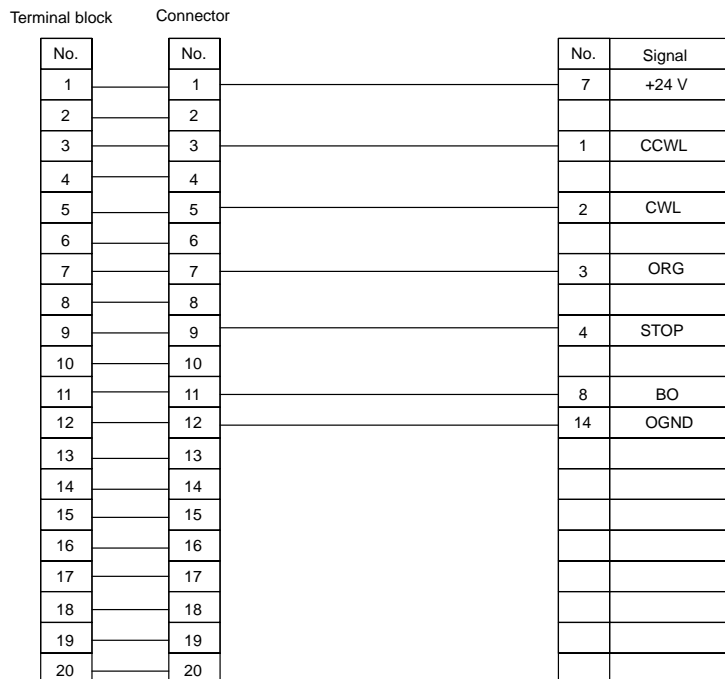 Terminal block Connector
No. No. No. Signal
1 1 7 +24 V
2 2
3 3 1 CCWL
4 4
5 5 2 CWL
6 6
7 7 3 ORG
8 8
9 9 4 STOP
10 10
11 11 8 BO
12 12 14 OGND
13 13
14 14
15 15
16 16
17 17
18 18
19 19
20 20